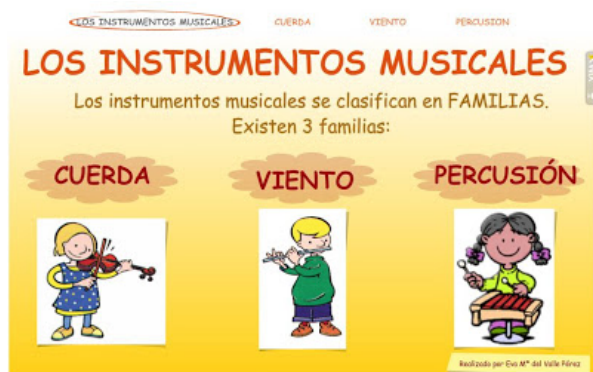 LOS INSTRUMENTOS MUSICALES CUERDA VIENTO PERCUSION
LOS INSTRUMENTOS MUSICALES
Los instrumentos musicales se clasifican en FAMILIAS.
Existen 3 familias:
CUERDA VIENTO PERCUSIÓN
Realizado por Eva Mª del Valle Pérez